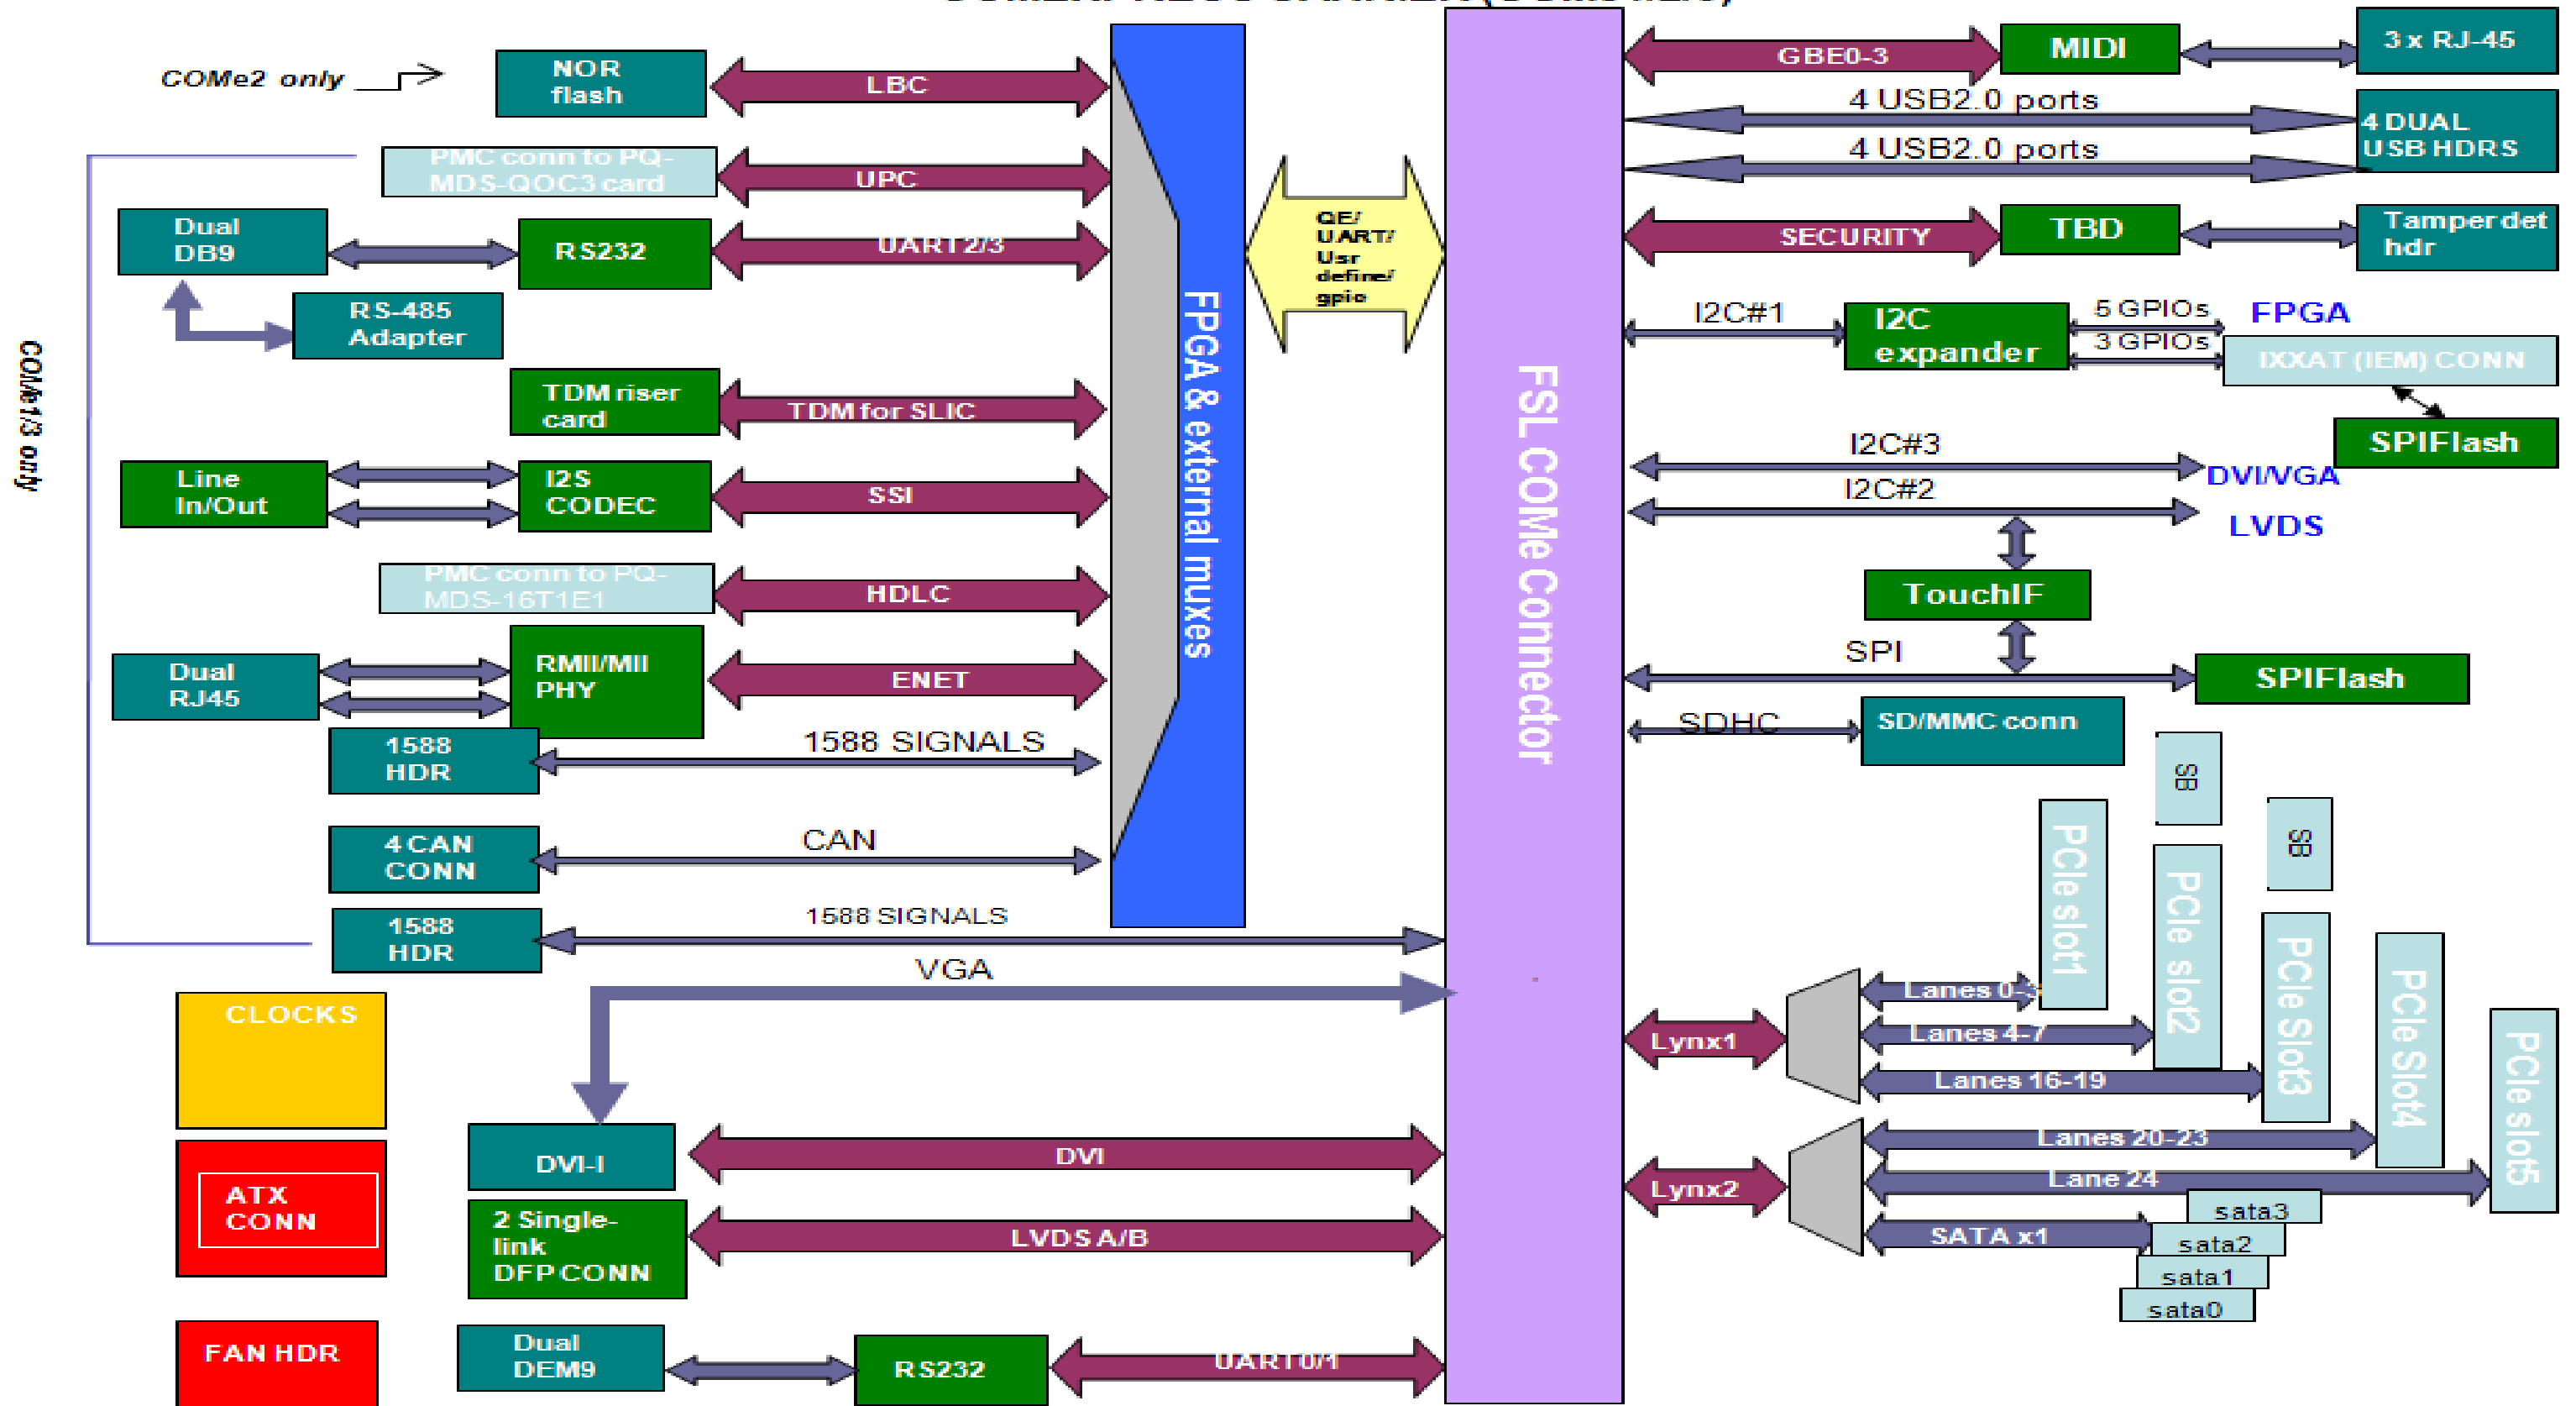 COMe2 only
NOR
flash
LBC
PMC conn to PQ-
MDS-QOC3 card
UPC
Dual
DB9
RS232
UART2/3
RS-485
Adapter
COMe1/3 only
TDM riser
card
TDM for SLIC
Line
In/Out
I2S
CODEC
SSI
PMC conn to PQ-
MDS-16T1E1
HDLC
Dual
RJ45
RMII/MII
PHY
ENET
1588
HDR
1588 SIGNALS
4 CAN
CONN
CAN
1588
HDR
1588 SIGNALS
VGA
CLOCKS
ATX
CONN
FAN HDR
DVI-I
DVI
2 Single-
link
DFP CONN
LVDS A/B
Dual
DEM9
RS232
UART0/1
FPGA & external muxes
QE/
UART/
Usr
define/
gpio
FSL COMe Connector
GBE0-3
MIDI
3 x RJ-45
4 USB2.0 ports
4 USB2.0 ports
4 DUAL
USB HDRS
SECURITY
TBD
Tamper det
hdr
I2C#1
I2C
expander
5 GPIOs
FPGA
3 GPIOs
IXXAT (IEM) CONN
SPIFlash
I2C#3
DVI/VGA
I2C#2
LVDS
TouchIF
SPI
SPIFlash
SDHC
SD/MMC conn
SB
SB
PCIe slot1
PCIe slot2
PCIe Slot3
PCIe Slot4
PCIe slot5
Lynx1
Lanes 0-3
Lanes 4-7
Lanes 16-19
Lynx2
Lanes 20-23
Lane 24
SATA x1
sata3
sata2
sata1
sata0